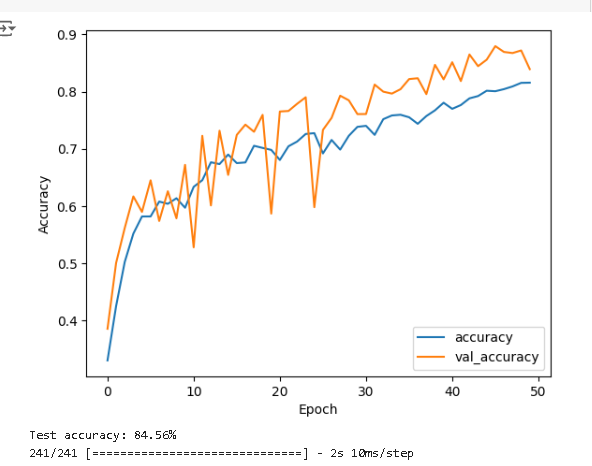 0.9
0.8
0.7
0.6
0.5
0.4
Accuracy
accuracy
val_accuracy
0 10 20 30 40 50
Epoch
Test accuracy: 84.56%
241/241 [==============================] - 2s 10ms/step